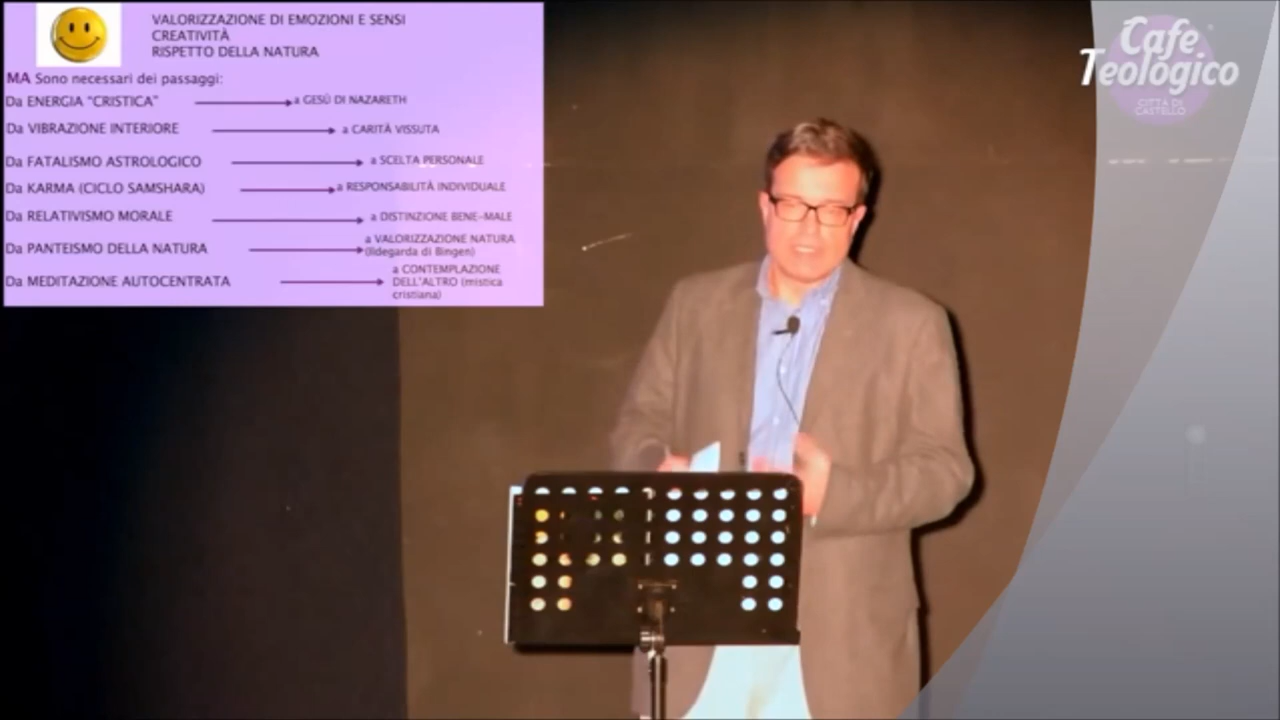 VALORIZZAZIONE DI EMOZIONI E SENSI
CREATIVITÀ
RISPETTO DELLA NATURA
MA Sono necessari dei passaggi:
Da ENERGIA "CRISTICA" a GESÙ DI NAZARETH
Da VIBRAZIONE INTERIORE a CARITÀ VISSUTA
Da FATALISMO ASTROLOGICO a SCELTA PERSONALE
Da KARMA (CICLO SAMSHARA) a RESPONSABILITÀ INDIVIDUALE
Da RELATIVISMO MORALE a DISTINZIONE BENE-MALE
Da PANTEISMO DELLA NATURA a VALORIZZAZIONE NATURA
(Ildegarda di Bingen)
Da MEDITAZIONE AUTOCENTRATA a CONTEMPLAZIONE
DELL'ALTRO (mistica
cristiana)
Cafe
Teologico
CITTÀ DI
CASTELLO